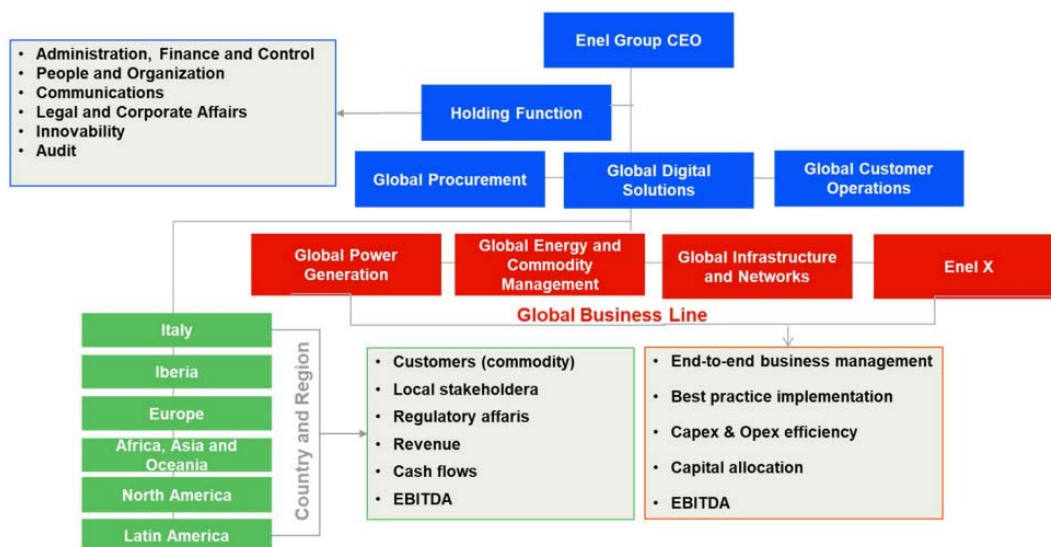 Enel Group CEO
• Administration, Finance and Control
• People and Organization
• Communications
• Legal and Corporate Affairs
• Innovability
• Audit
Holding Function
Global Procurement
Global Digital
Solutions
Global Customer
Operations
Global Power
Generation
Global Energy and
Commodity
Management
Global Infrastructure
and Networks
Enel X
Global Business Line
Italy
Iberia
Europe
Africa, Asia and
Oceania
North America
Latin America
Country and Region
• Customers (commodity)
• Local stakeholdera
• Regulatory affaris
• Revenue
• Cash flows
• EBITDA
• End-to-end business management
• Best practice implementation
• Capex & Opex efficiency
• Capital allocation
• EBITDA